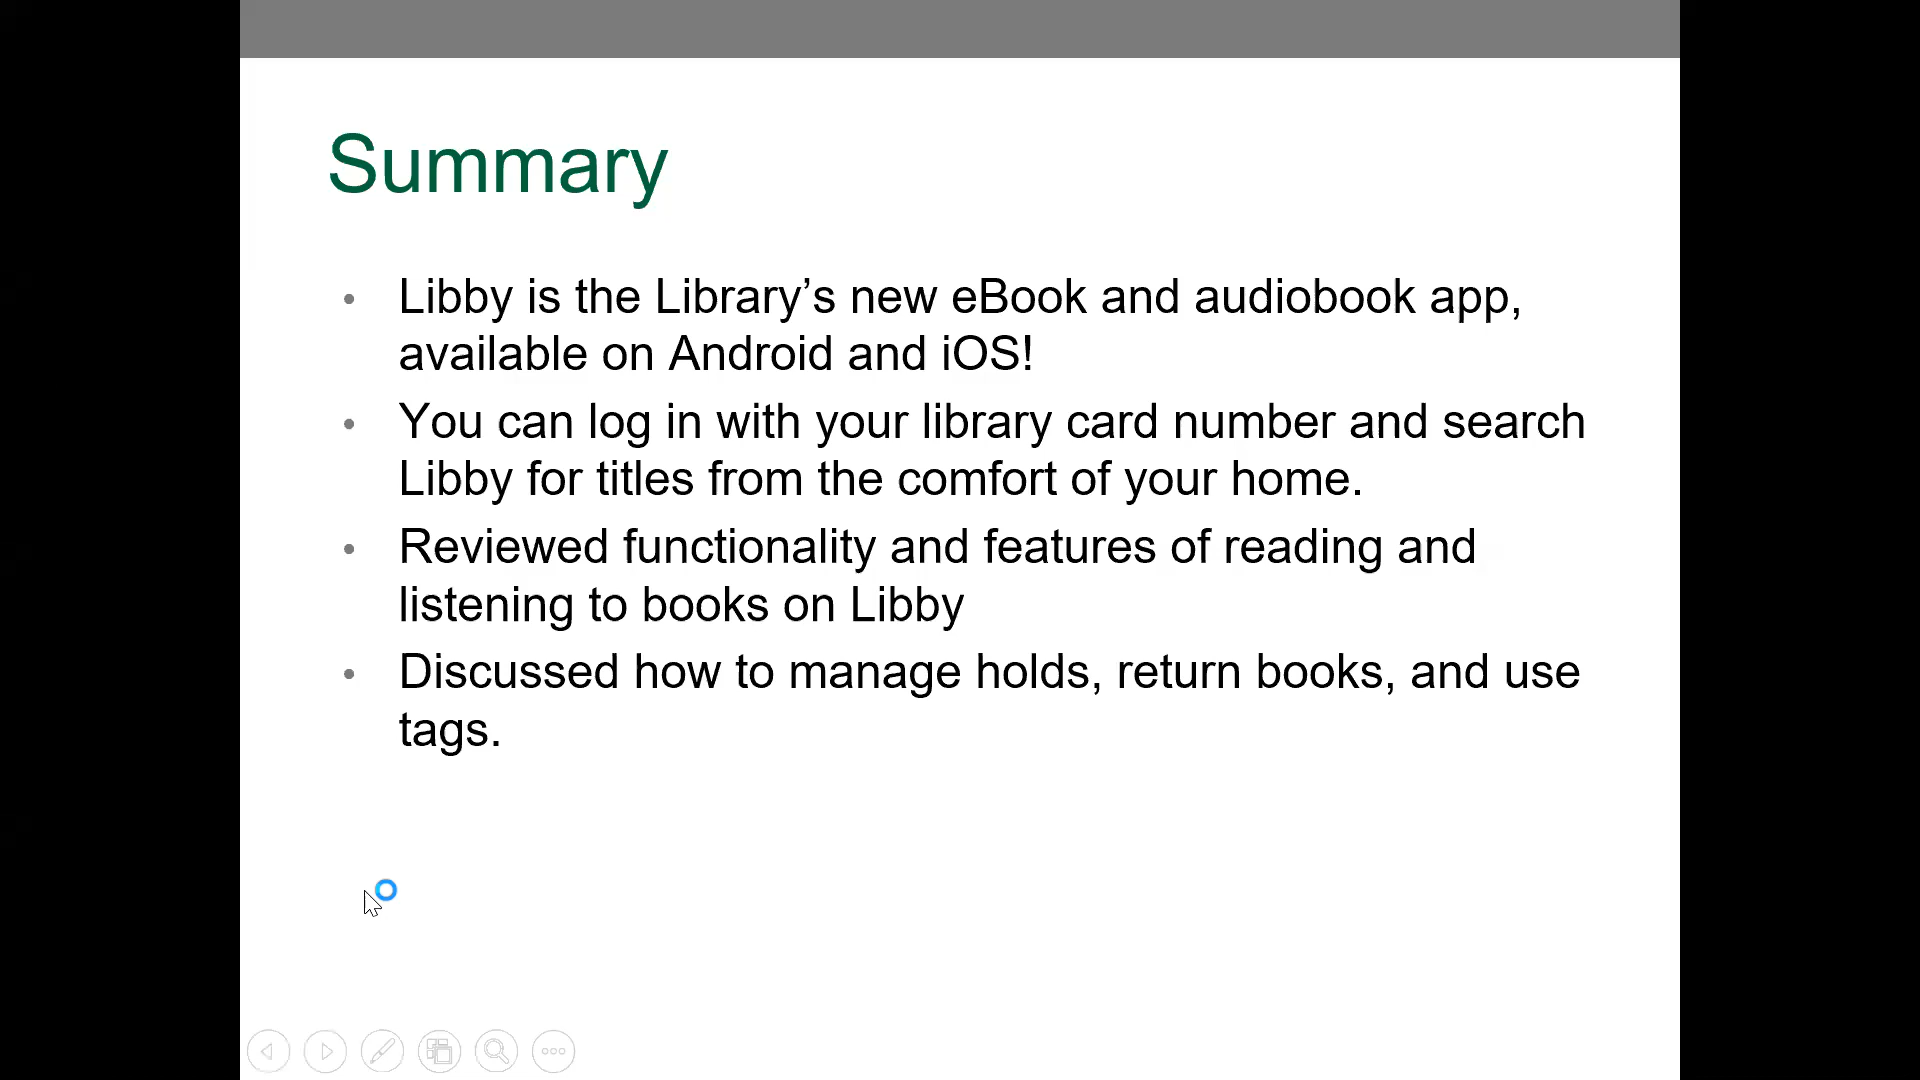 Summary
• Libby is the Library’s new eBook and audiobook app,
available on Android and iOS!
• You can log in with your library card number and search
Libby for titles from the comfort of your home.
• Reviewed functionality and features of reading and
listening to books on Libby
• Discussed how to manage holds, return books, and use
tags.